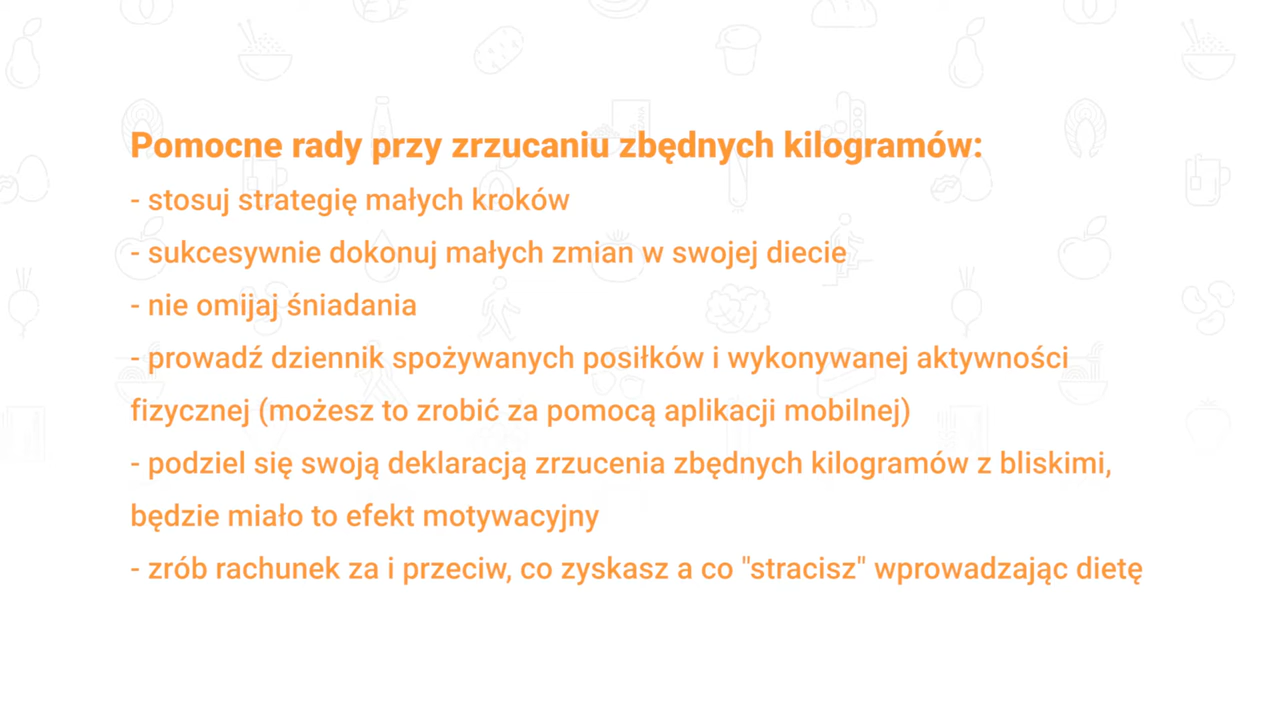 Pomocne rady przy zrzucaniu zbędnych kilogramów:
- stosuj strategię małych kroków
- sukcesywnie dokonuj małych zmian w swojej diecie
- nie omijaj śniadania
- prowadź dziennik spożywanych posiłków i wykonywanej aktywności
fizycznej (możesz to zrobić za pomocą aplikacji mobilnej)
- podziel się swoją deklaracją zrzucenia zbędnych kilogramów z bliskimi,
będzie miało to efekt motywacyjny
- zrób rachunek za i przeciw, co zyskasz a co "stracisz" wprowadzając dietę